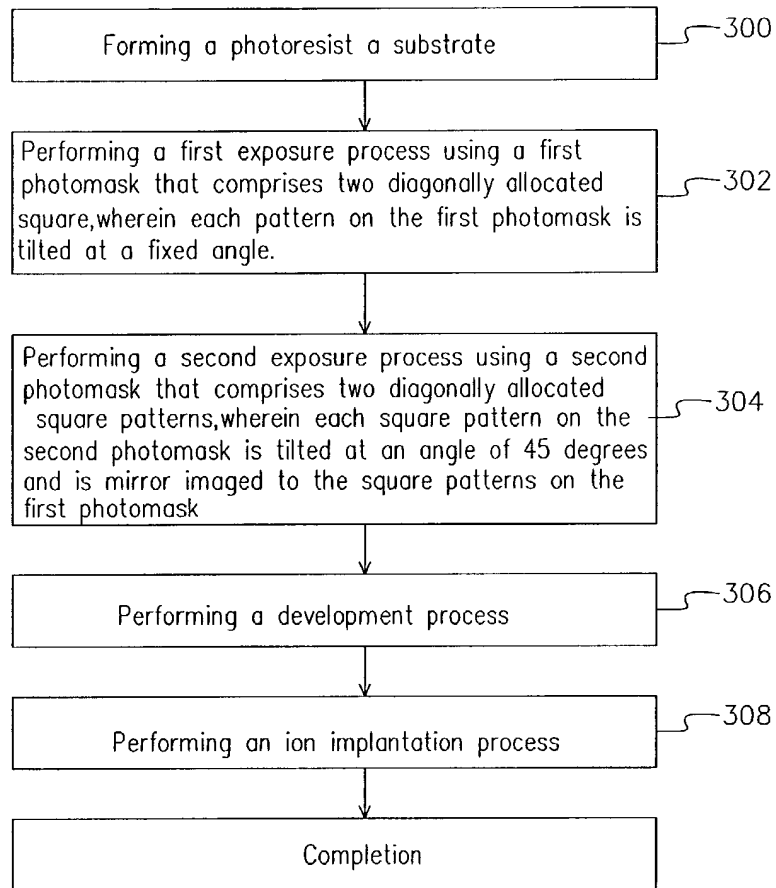 Forming a photoresist a substrate
300
Performing a first exposure process using a first
photomask that comprises two diagonally allocated
square,wherein each pattern on the first photomask is
tilted at a fixed angle.
302
Performing a second exposure process using a second
photomask that comprises two diagonally allocated
square patterns,wherein each square pattern on the
second photomask is tilted at an angle of 45 degrees
and is mirror imaged to the square patterns on the
first photomask
304
Performing a development process
306
Performing an ion implantation process
308
Completion